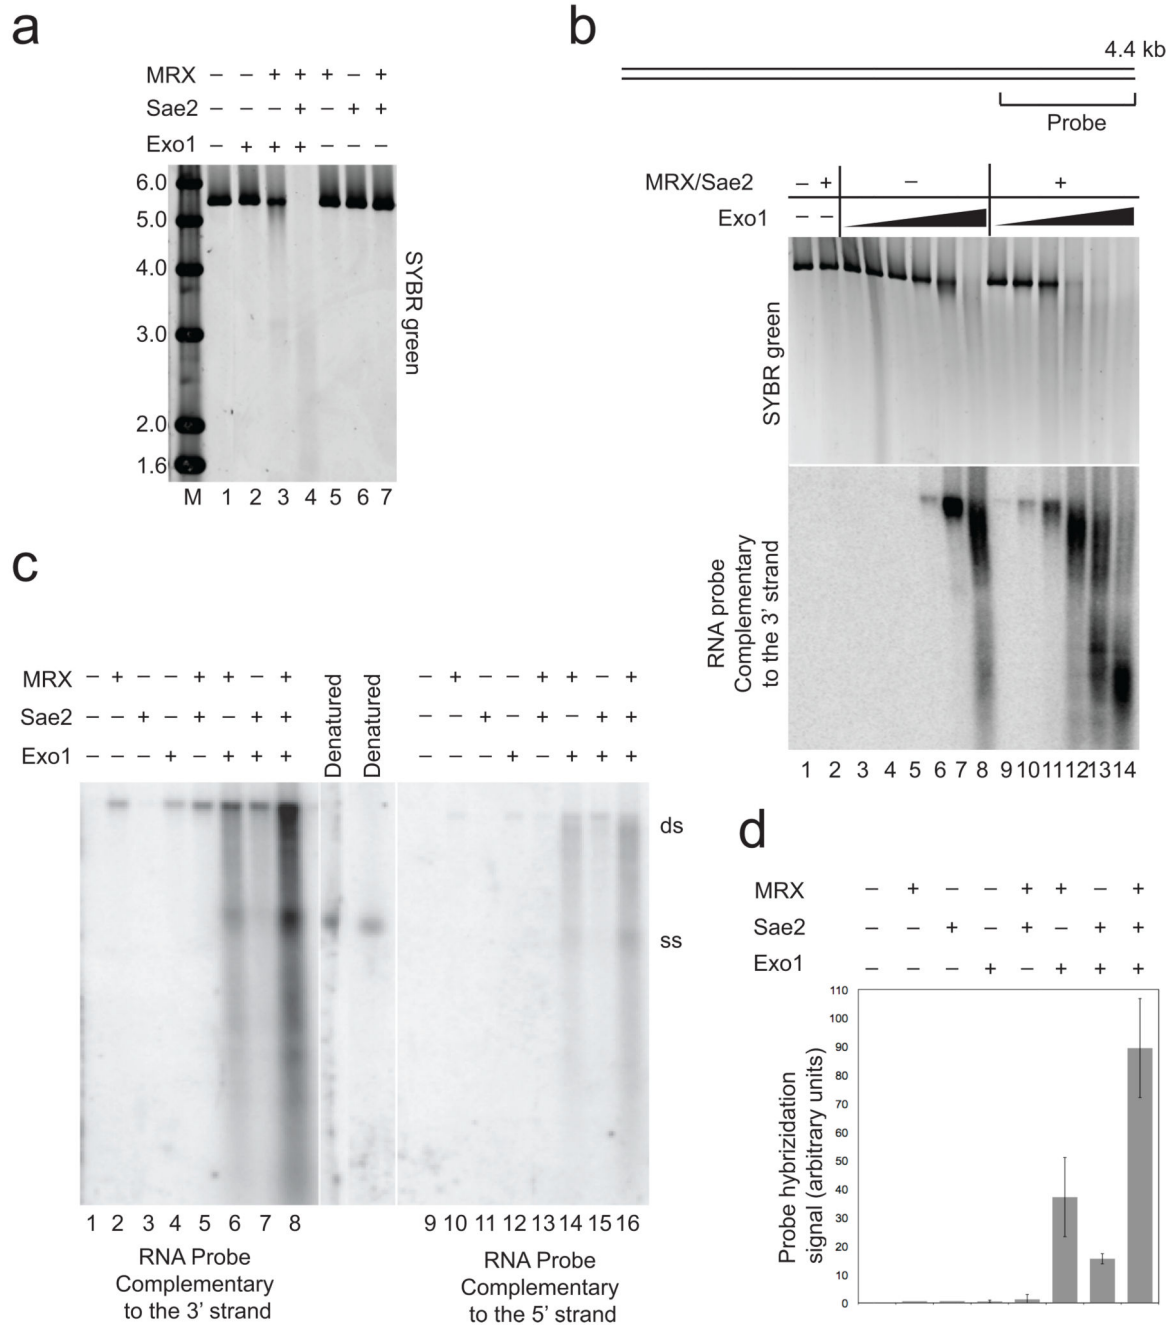 a
MRX – – + + + – +
Sae2 – – – + – + +
Exo1 – + + + – – –
6.0
5.0
4.0
3.0
2.0
1.6
SYBR green
M 1 2 3 4 5 6 7
b
4.4 kb
Probe
MRX/Sae2 – + – +
Exo1 – –
SYBR green
RNA probe
Complementary
to the 3’ strand
1 2 3 4 5 6 7 8 9 10 11 12 13 14
c
MRX – + – – + + – + – + – – + + – +
Sae2 – – + – + – + + – – + – + – + +
Exo1 – – – + – + + + – – – + – + + +
Denatured
Denatured
ds
ss
1 2 3 4 5 6 7 8 9 10 11 12 13 14 15 16
RNA Probe
Complementary
to the 3’ strand
RNA Probe
Complementary
to the 5’ strand
d
MRX – + – – + + – +
Sae2 – – + – + – + +
Exo1 – – – + – + + +
Probe hybrizidation
signal (arbitrary units)
110
100
90
80
70
60
50
40
30
20
10
0